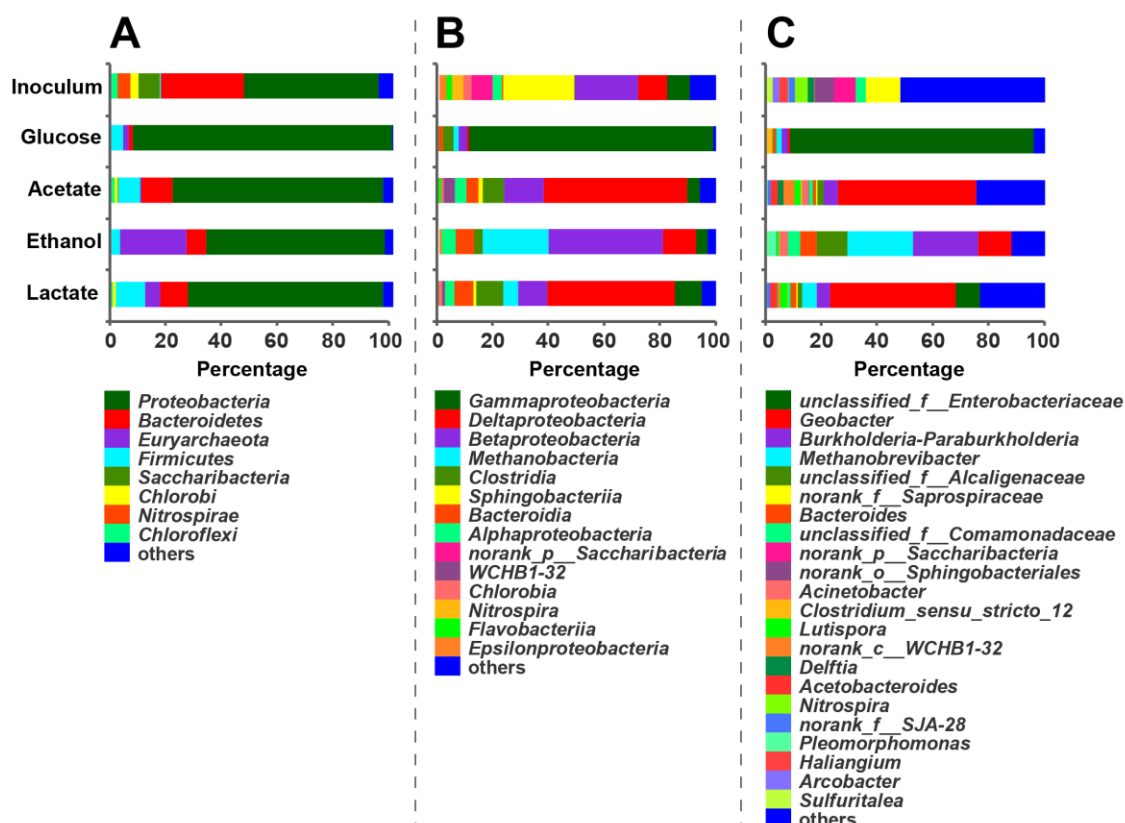 A
B
C
Inoculum
Glucose
Acetate
Ethanol
Lactate
0 20 40 60 80 100
0 20 40 60 80 100
0 20 40 60 80 100
Percentage
Percentage
Percentage
Proteobacteria
Bacteroidetes
Euryarchaeota
Firmicutes
Saccharibacteria
Chlorobi
Nitrospirae
Chloroflexi
others
Gammaproteobacteria
Deltaproteobacteria
Betaproteobacteria
Methanobacteria
Clostridia
Sphingobacteriia
Bacteroidia
Alphaproteobacteria
norank_p__Saccharibacteria
WCHB1-32
Chlorobia
Nitrospira
Flavobacteriia
Epsilonproteobacteria
others
unclassified_f__Enterobacteriaceae
Geobacter
Burkholderia-Paraburkholderia
Methanobrevibacter
unclassified_f__Alcaligenaceae
norank_f__Saprospiraceae
Bacteroides
unclassified_f__Comamonadaceae
norank_p__Saccharibacteria
norank_o__Sphingobacteriales
Acinetobacter
Clostridium_sensu_stricto_12
Lutispora
norank_c__WCHB1-32
Delftia
Acetobacteroides
Nitrospira
norank_f__SJA-28
Pleomorphomonas
Haliangium
Arcobacter
Sulfuritalea
others